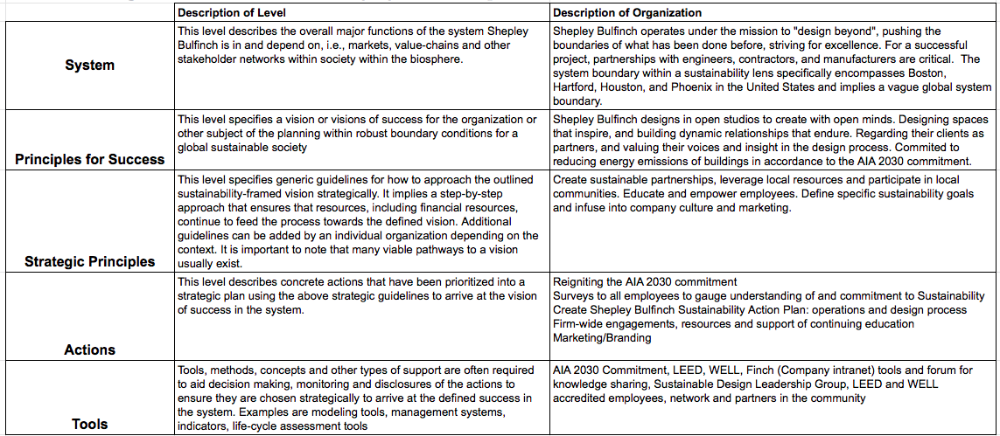 Description of Level
Description of Organization
System
This level describes the overall major functions of the system Shepley
Bulfinch is in and depend on, i.e., markets, value-chains and other
stakeholder networks within society within the biosphere.
Shepley Bulfinch operates under the mission to "design beyond", pushing the
boundaries of what has been done before, striving for excellence. For a successful
project, partnerships with engineers, contractors, and manufacturers are critical.  The
system boundary within a sustainability lens specifically encompasses Boston,
Hartford, Houston, and Phoenix in the United States and implies a vague global system
boundary.
Principles for Success
This level specifies a vision or visions of success for the organization or
other subject of the planning within robust boundary conditions for a
global sustainable society
Shepley Bulfinch designs in open studios to create with open minds. Designing spaces
that inspire, and building dynamic relationships that endure. Regarding their clients as
partners, and valuing their voices and insight in the design process. Commited to
reducing energy emissions of buildings in accordance to the AIA 2030 commitment.
Strategic Principles
This level specifies generic guidelines for how to approach the outlined
sustainability-framed vision strategically. It implies a step-by-step
approach that ensures that resources, including financial resources,
continue to feed the process towards the defined vision. Additional
guidelines can be added by an individual organization depending on the
context. It is important to note that many viable pathways to a vision
usually exist.
Create sustainable partnerships, leverage local resources and participate in local
communities. Educate and empower employees. Define specific sustainability goals
and infuse into company culture and marketing.
Actions
This level describes concrete actions that have been prioritized into a
strategic plan using the above strategic guidelines to arrive at the vision
of success in the system.
Reigniting the AIA 2030 commitment
Surveys to all employees to gauge understanding of and commitment to Sustainability
Create Shepley Bulfinch Sustainability Action Plan: operations and design process
Firm-wide engagements, resources and support of continuing education
Marketing/Branding
Tools
Tools, methods, concepts and other types of support are often required
to aid decision making, monitoring and disclosures of the actions to
ensure they are chosen strategically to arrive at the defined success in
the system. Examples are modeling tools, management systems,
indicators, life-cycle assessment tools
AIA 2030 Commitment, LEED, WELL, Finch (Company intranet) tools and forum for
knowledge sharing, Sustainable Design Leadership Group, LEED and WELL
accredited employees, network and partners in the community